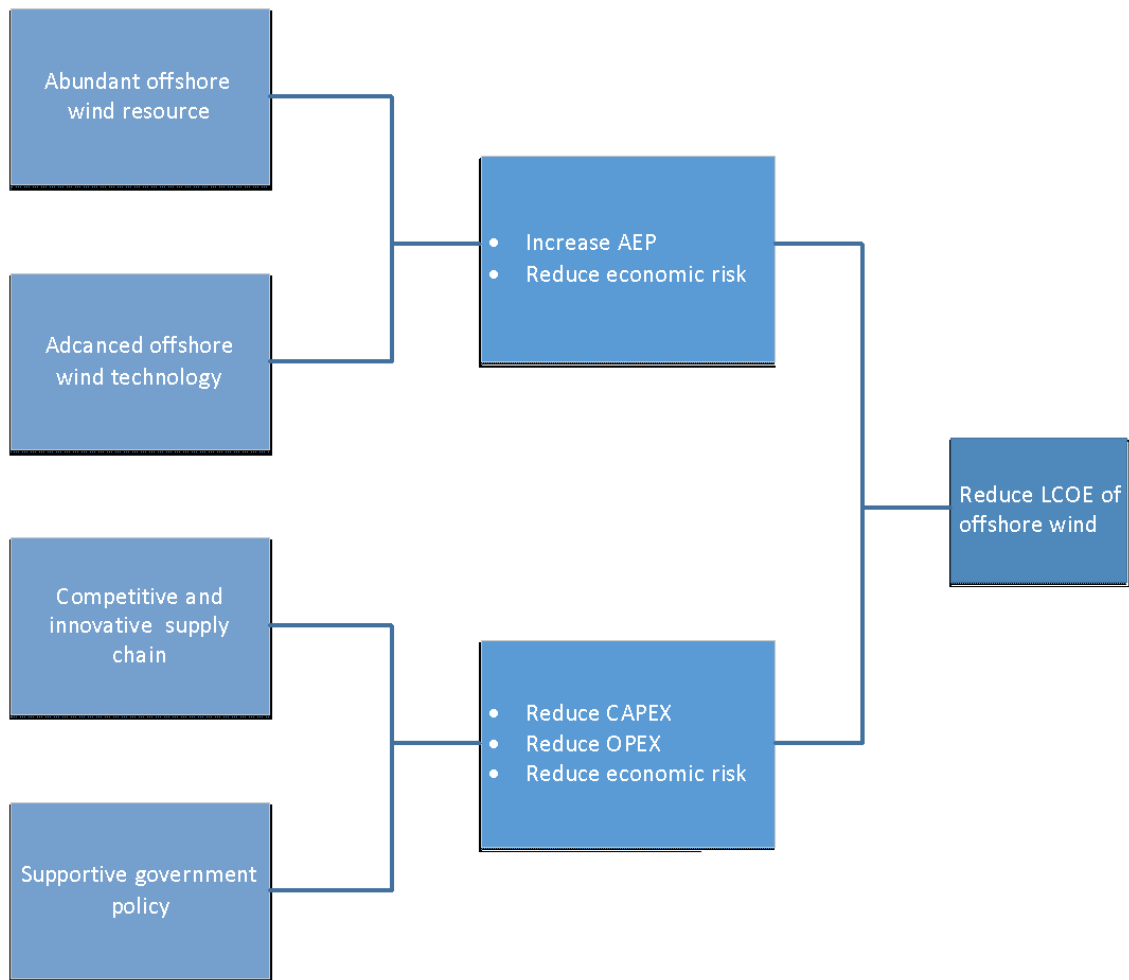 Abundant offshore
wind resource
Adcanced offshore
wind technology
Competitive and
innovative supply
chain
Supportive government
policy
• Increase AEP
• Reduce economic risk
• Reduce CAPEX
• Reduce OPEX
• Reduce economic risk
Reduce LCOE of
offshore wind